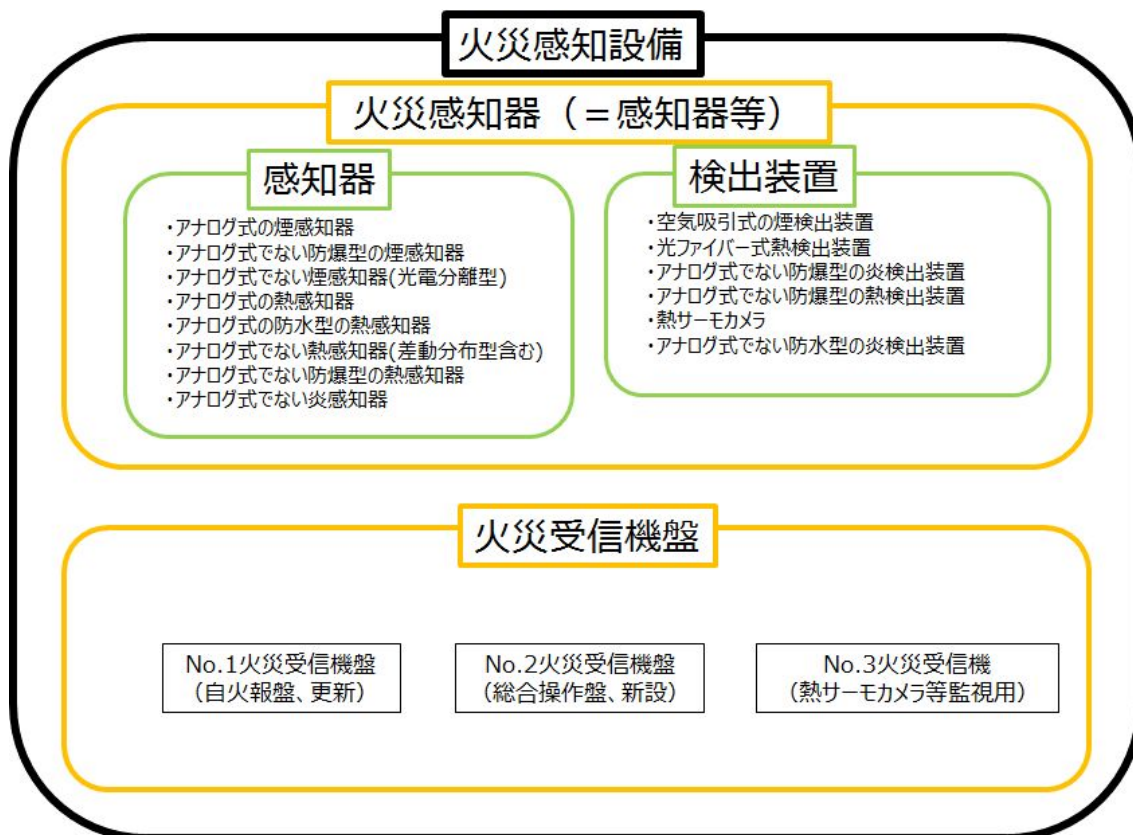 火災感知設備
火災感知器（＝感知器等）
感知器
・アナログ式の煙感知器
・アナログ式でない防爆型の煙感知器
・アナログ式でない煙感知器(光電分離型)
・アナログ式の熱感知器
・アナログ式の防水型の熱感知器
・アナログ式でない熱感知器(差動分布型含む)
・アナログ式でない防爆型の熱感知器
・アナログ式でない炎感知器
検出装置
・空気吸引式の煙検出装置
・光ファイバー式熱検出装置
・アナログ式でない防爆型の炎検出装置
・アナログ式でない防爆型の熱検出装置
・熱サーモカメラ
・アナログ式でない防水型の炎検出装置
火災受信機盤
No.1火災受信機盤
（自火報盤、更新）
No.2火災受信機盤
（総合操作盤、新設）
No.3火災受信機
（熱サーモカメラ等監視用）